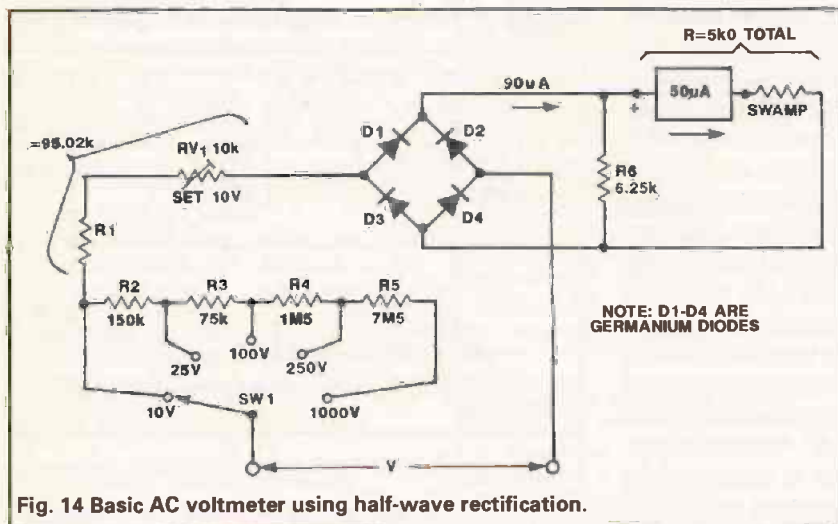 R=5k0 TOTAL
90µA
50µA
+
SWAMP
=95.02k
RV1 10k
SET 10V
D1
D2
D3
D4
R6
6.25k
R1
R2
150k
R3
75k
R4
1M5
R5
7M5
25V
100V
250V
10V
SW1
1000V
V
NOTE: D1-D4 ARE
GERMANIUM DIODES
Fig. 14 Basic AC voltmeter using half-wave rectification.